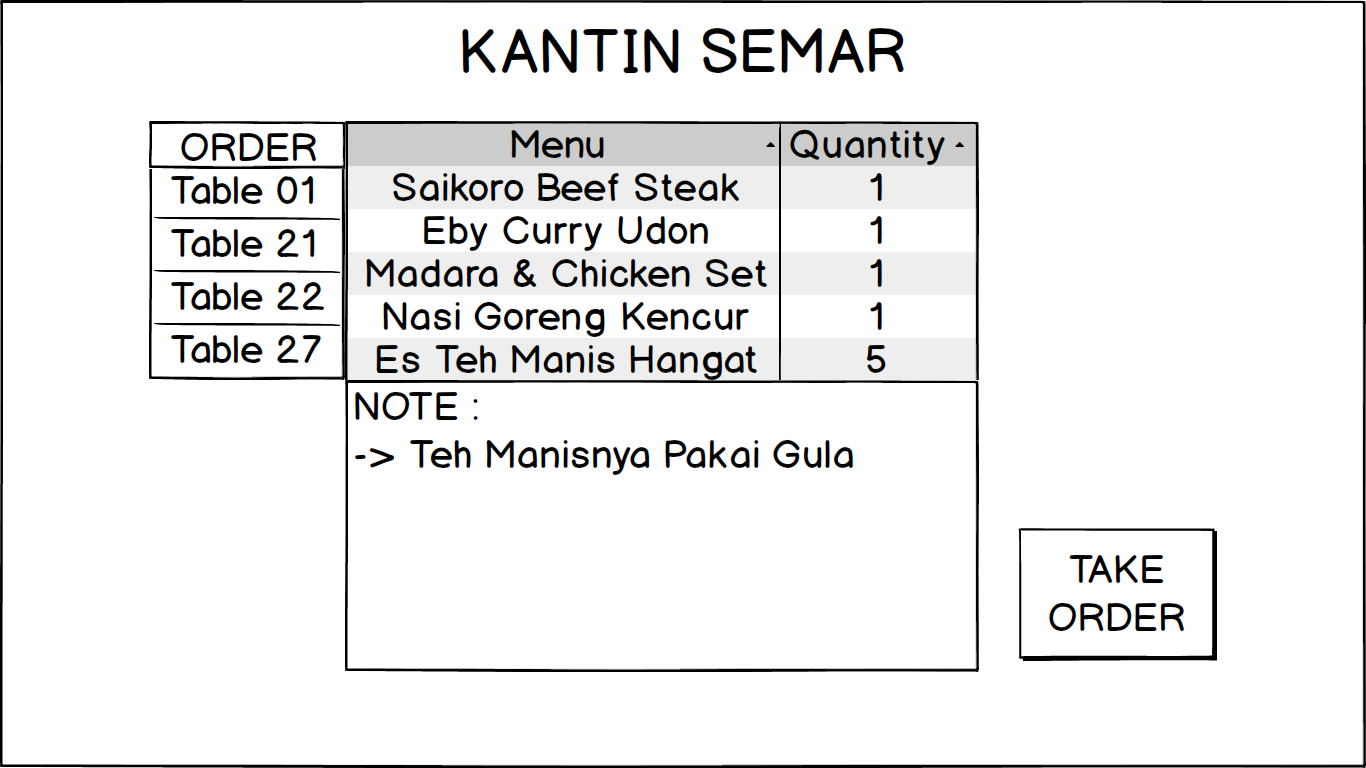 KANTIN SEMAR
ORDER
Table 01
Table 21
Table 22
Table 27
Menu Quantity
Saikoro Beef Steak 1
Eby Curry Udon 1
Madara & Chicken Set 1
Nasi Goreng Kencur 1
Es Teh Manis Hangat 5
NOTE :
-> Teh Manisnya Pakai Gula
TAKE
ORDER